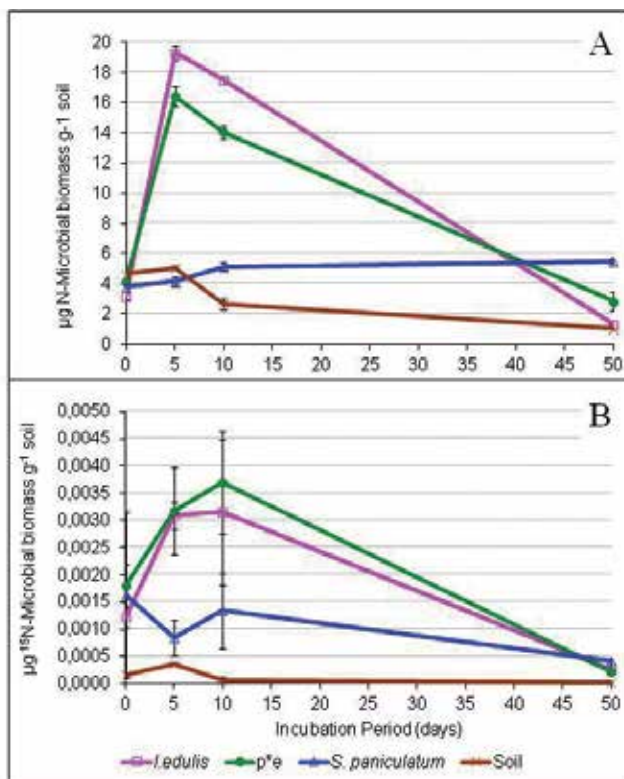 A
µg N-Microbial biomass g-1 soil
20
18
16
14
12
10
8
6
4
2
0
0 5 10 15 20 25 30 35 40 45 50
B
µg ¹⁵N-Microbial biomass g⁻¹ soil
0,0050
0,0045
0,0040
0,0035
0,0030
0,0025
0,0020
0,0015
0,0010
0,0005
0,0000
0 5 10 15 20 25 30 35 40 45 50
Incubation Period (days)
I.edulis p*e S. paniculatum Soil